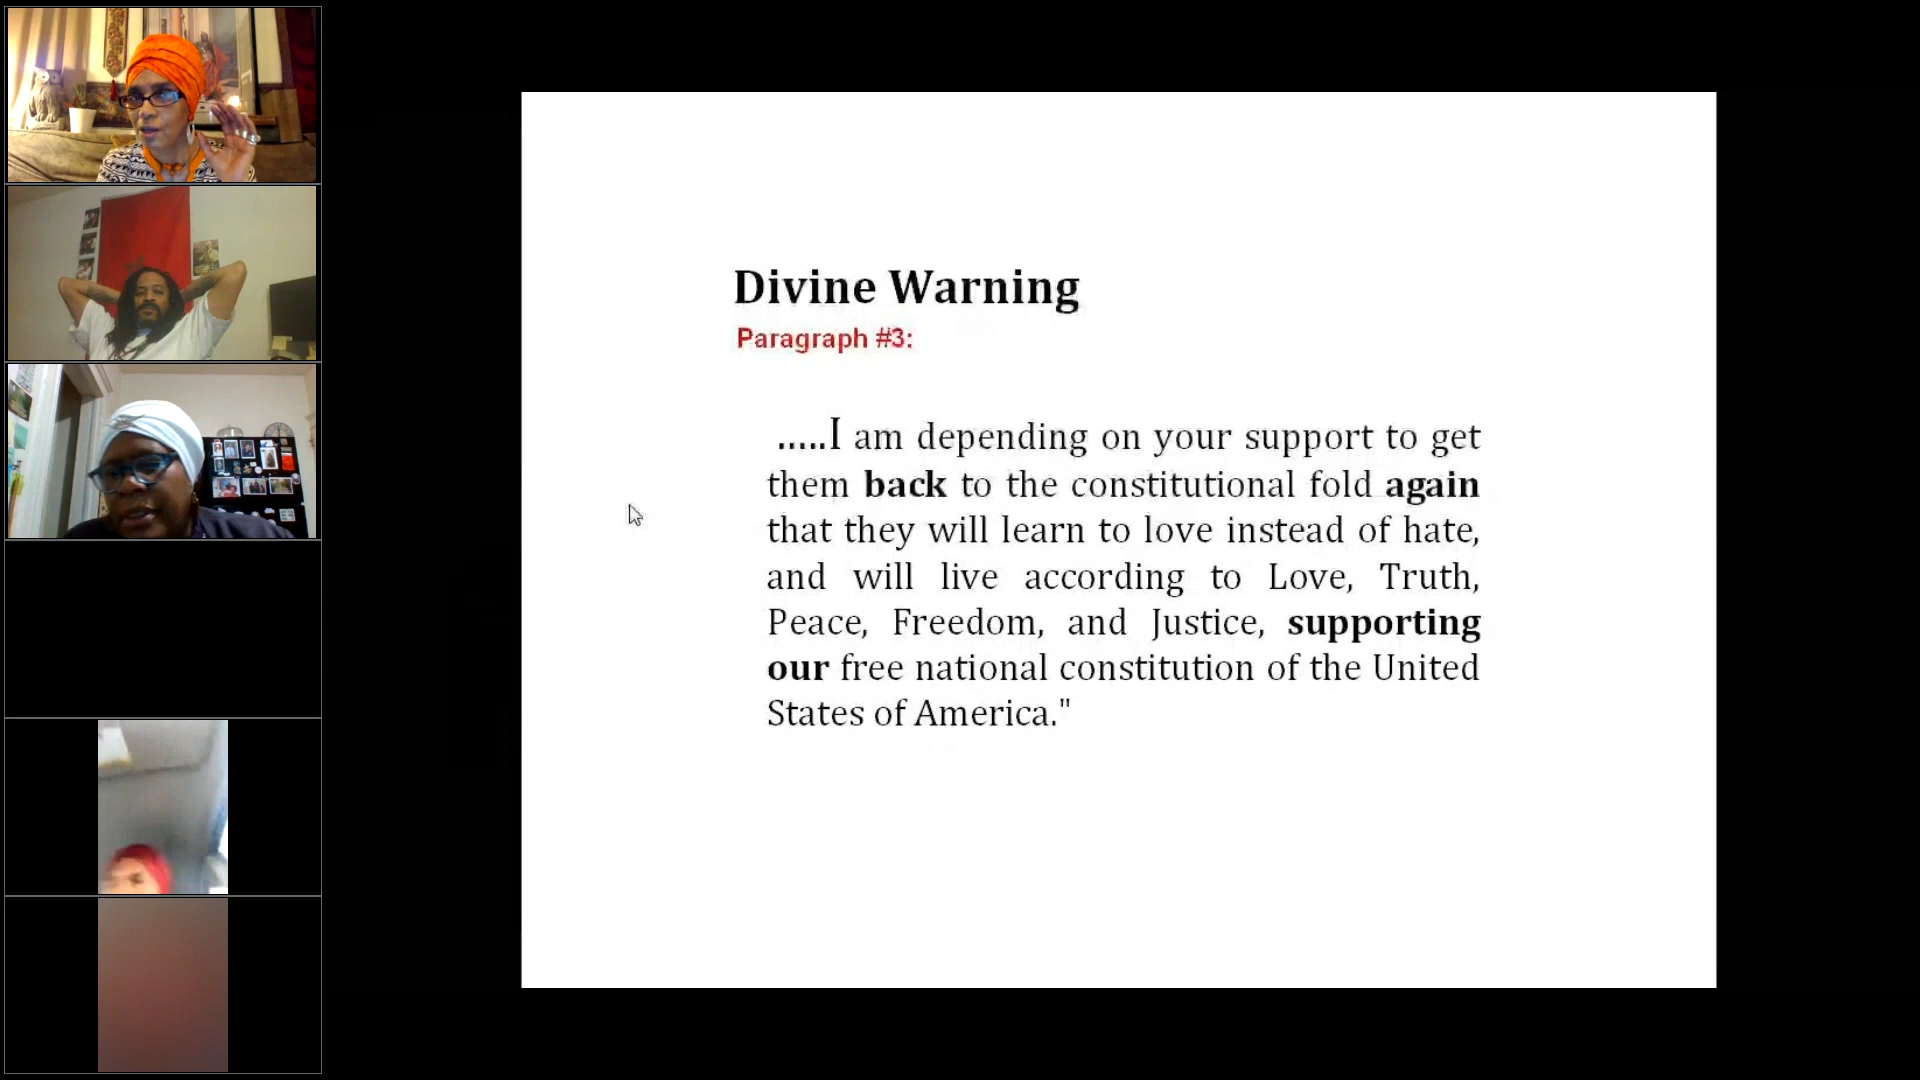 Divine Warning
Paragraph #3:
.....I am depending on your support to get
them back to the constitutional fold again
that they will learn to love instead of hate,
and will live according to Love, Truth,
Peace, Freedom, and Justice, supporting
our free national constitution of the United
States of America."